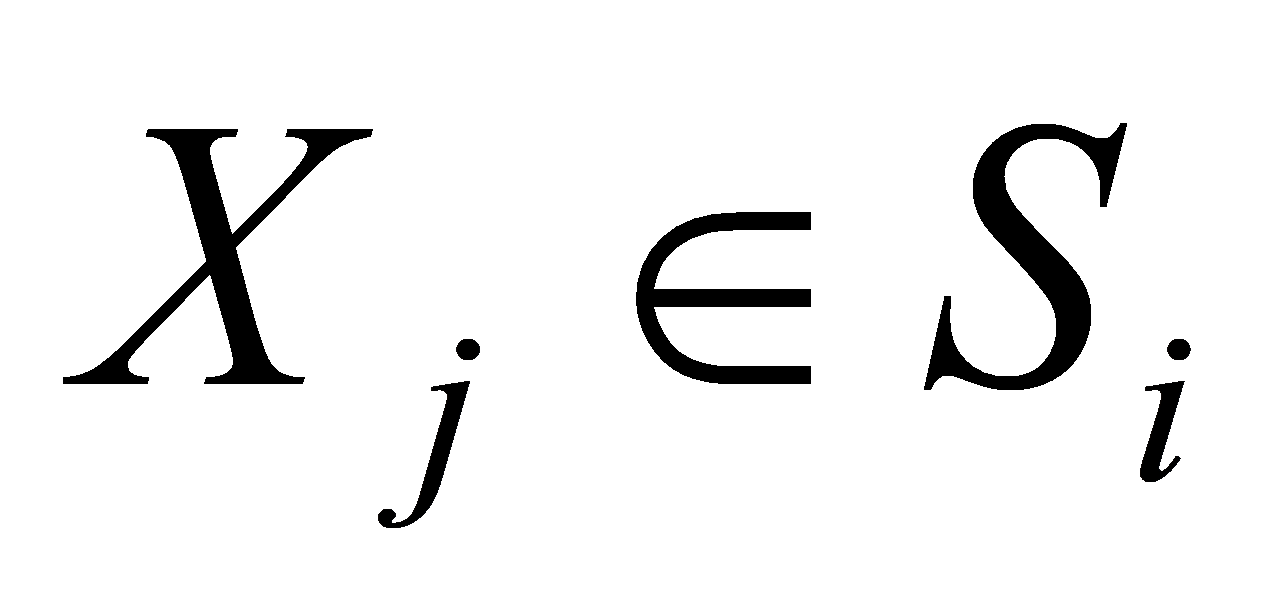 X_j ∈ S_i